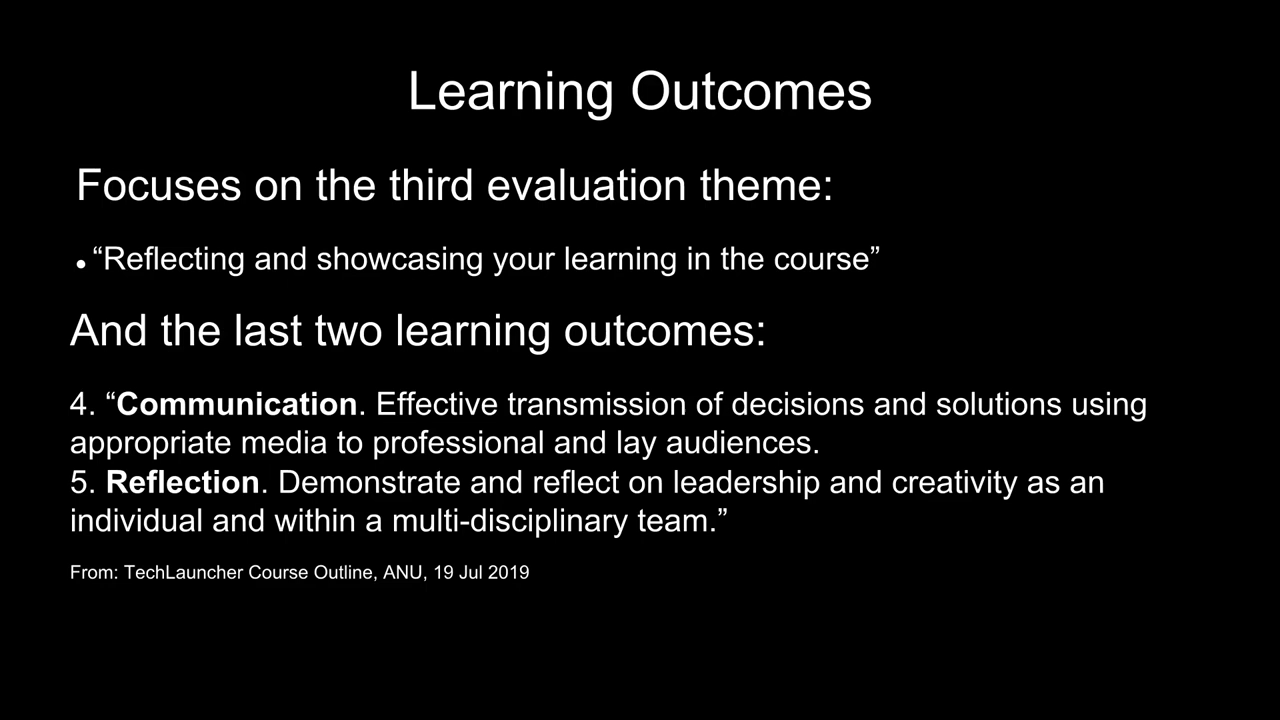 Learning Outcomes
Focuses on the third evaluation theme:
● “Reflecting and showcasing your learning in the course”
And the last two learning outcomes:
4. “Communication. Effective transmission of decisions and solutions using
appropriate media to professional and lay audiences.
5. Reflection. Demonstrate and reflect on leadership and creativity as an
individual and within a multi-disciplinary team.”
From: TechLauncher Course Outline, ANU, 19 Jul 2019